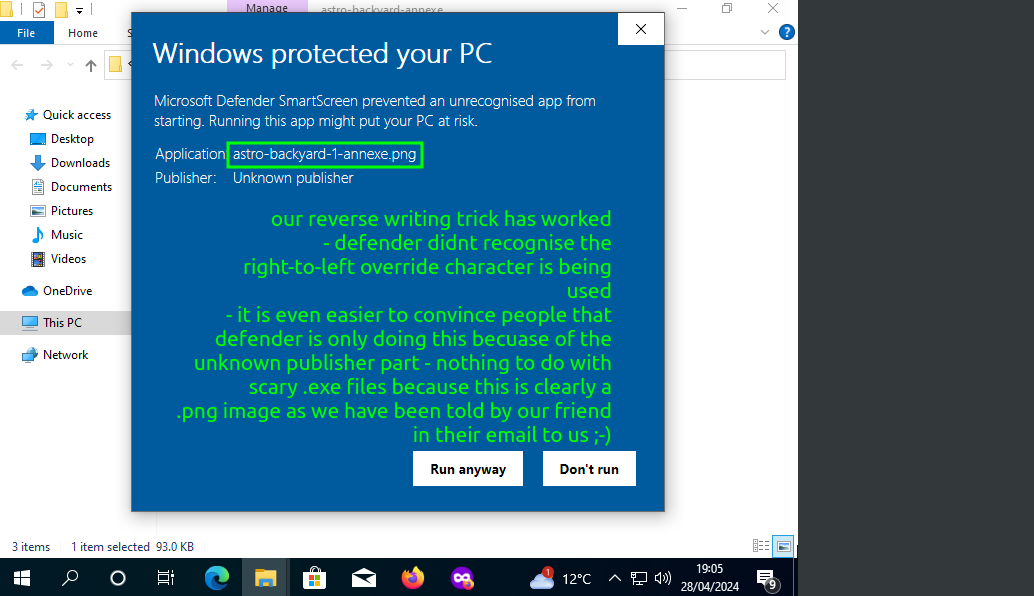 Manage
astro-backyard-annexe
File
Home
S
?
Windows protected your PC
Microsoft Defender SmartScreen prevented an unrecognised app from
starting. Running this app might put your PC at risk.
Application: astro-backyard-1-annexe.png
Publisher: Unknown publisher
our reverse writing trick has worked
- defender didnt recognise the
right-to-left override character is being
used
- it is even easier to convince people that
defender is only doing this becuase of the
unknown publisher part - nothing to do with
scary .exe files because this is clearly a
.png image as we have been told by our friend
in their email to us ;-)
Run anyway
Don't run
Quick access
Desktop
Downloads
Documents
Pictures
Music
Videos
OneDrive
This PC
Network
3 items
1 item selected 93.0 KB
1
12°C
19:05
28/04/2024
9